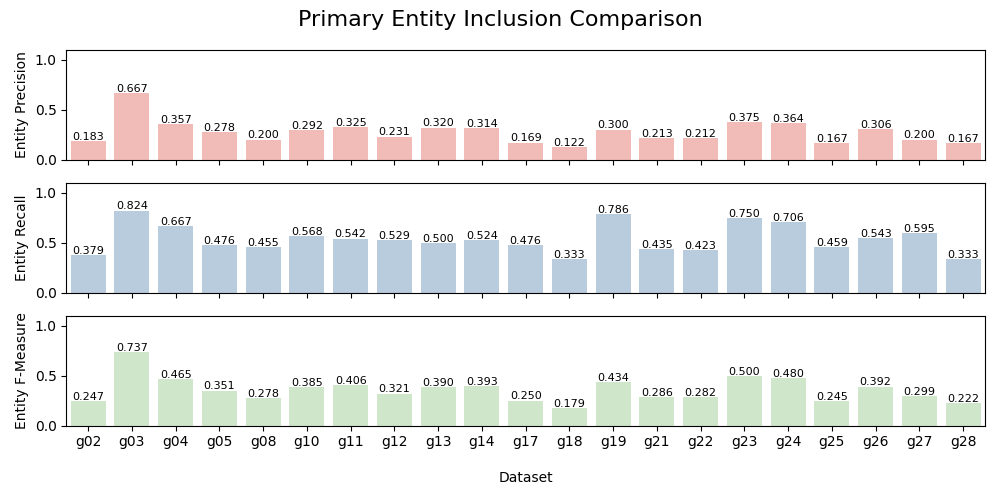 Primary Entity Inclusion Comparison
Entity Precision
1.0
0.5
0.0
0.183 0.667 0.357 0.278 0.200 0.292 0.325 0.231 0.320 0.314 0.169 0.122 0.300 0.213 0.212 0.375 0.364 0.167 0.306 0.200 0.167
Entity Recall
1.0
0.5
0.0
0.379 0.824 0.667 0.476 0.455 0.568 0.542 0.529 0.500 0.524 0.476 0.333 0.786 0.435 0.423 0.750 0.706 0.459 0.543 0.595 0.333
Entity F-Measure
1.0
0.5
0.0
0.247 0.737 0.465 0.351 0.278 0.385 0.406 0.321 0.390 0.393 0.250 0.179 0.434 0.286 0.282 0.500 0.480 0.245 0.392 0.299 0.222
g02 g03 g04 g05 g08 g10 g11 g12 g13 g14 g17 g18 g19 g21 g22 g23 g24 g25 g26 g27 g28
Dataset